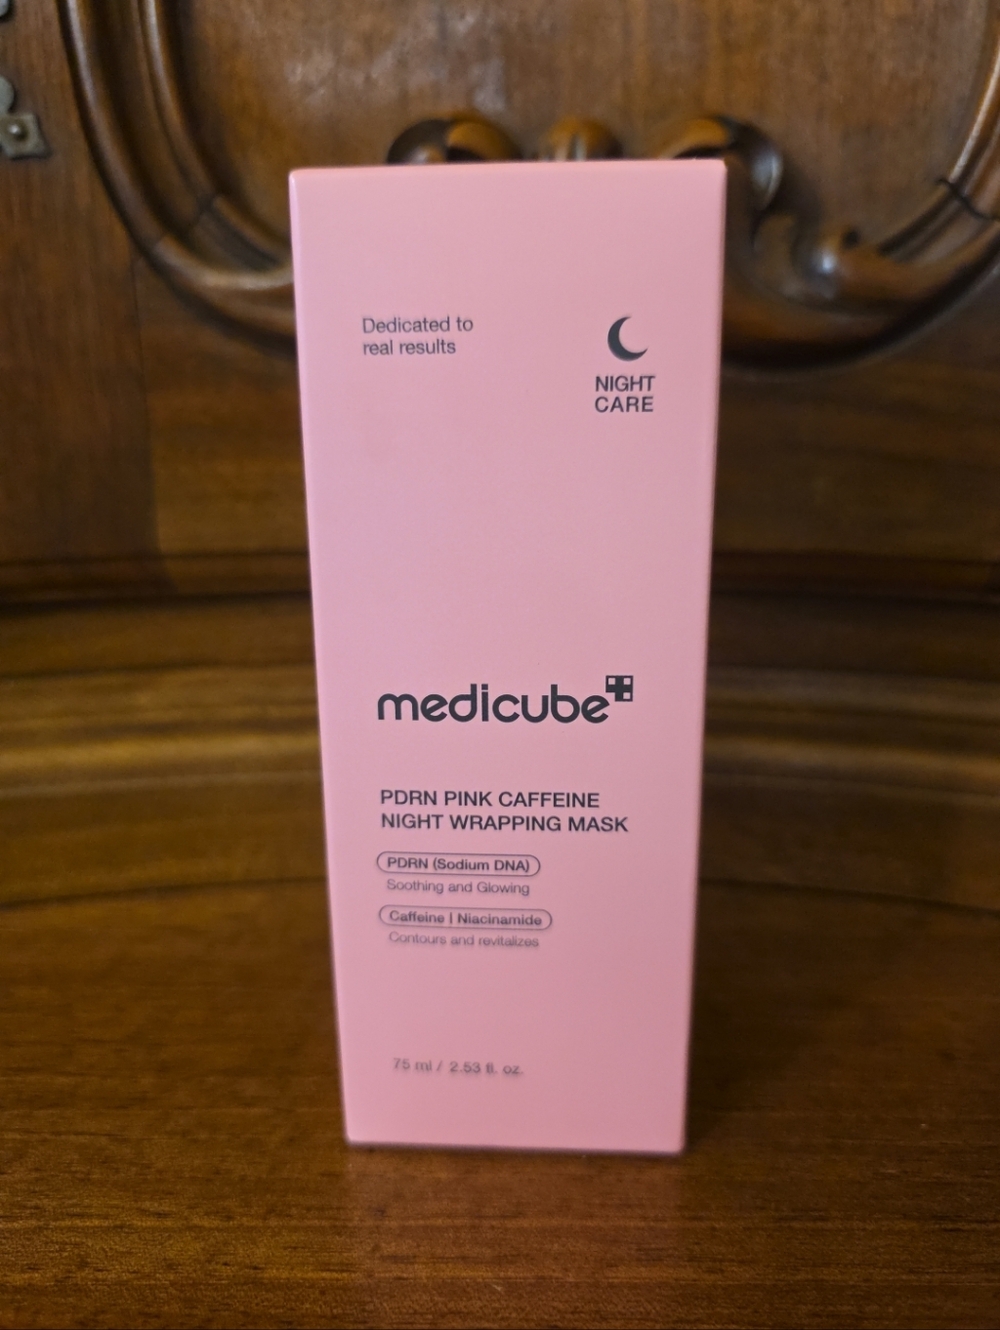 Dedicated to
real results
NIGHT
CARE
medicube
PDRN PINK CAFFEINE
NIGHT WRAPPING MASK
PDRN (Sodium DNA)
Soothing and Glowing
Caffeine | Niacinamide
Contours and revitalizes
75 ml / 2.53 fl. oz.